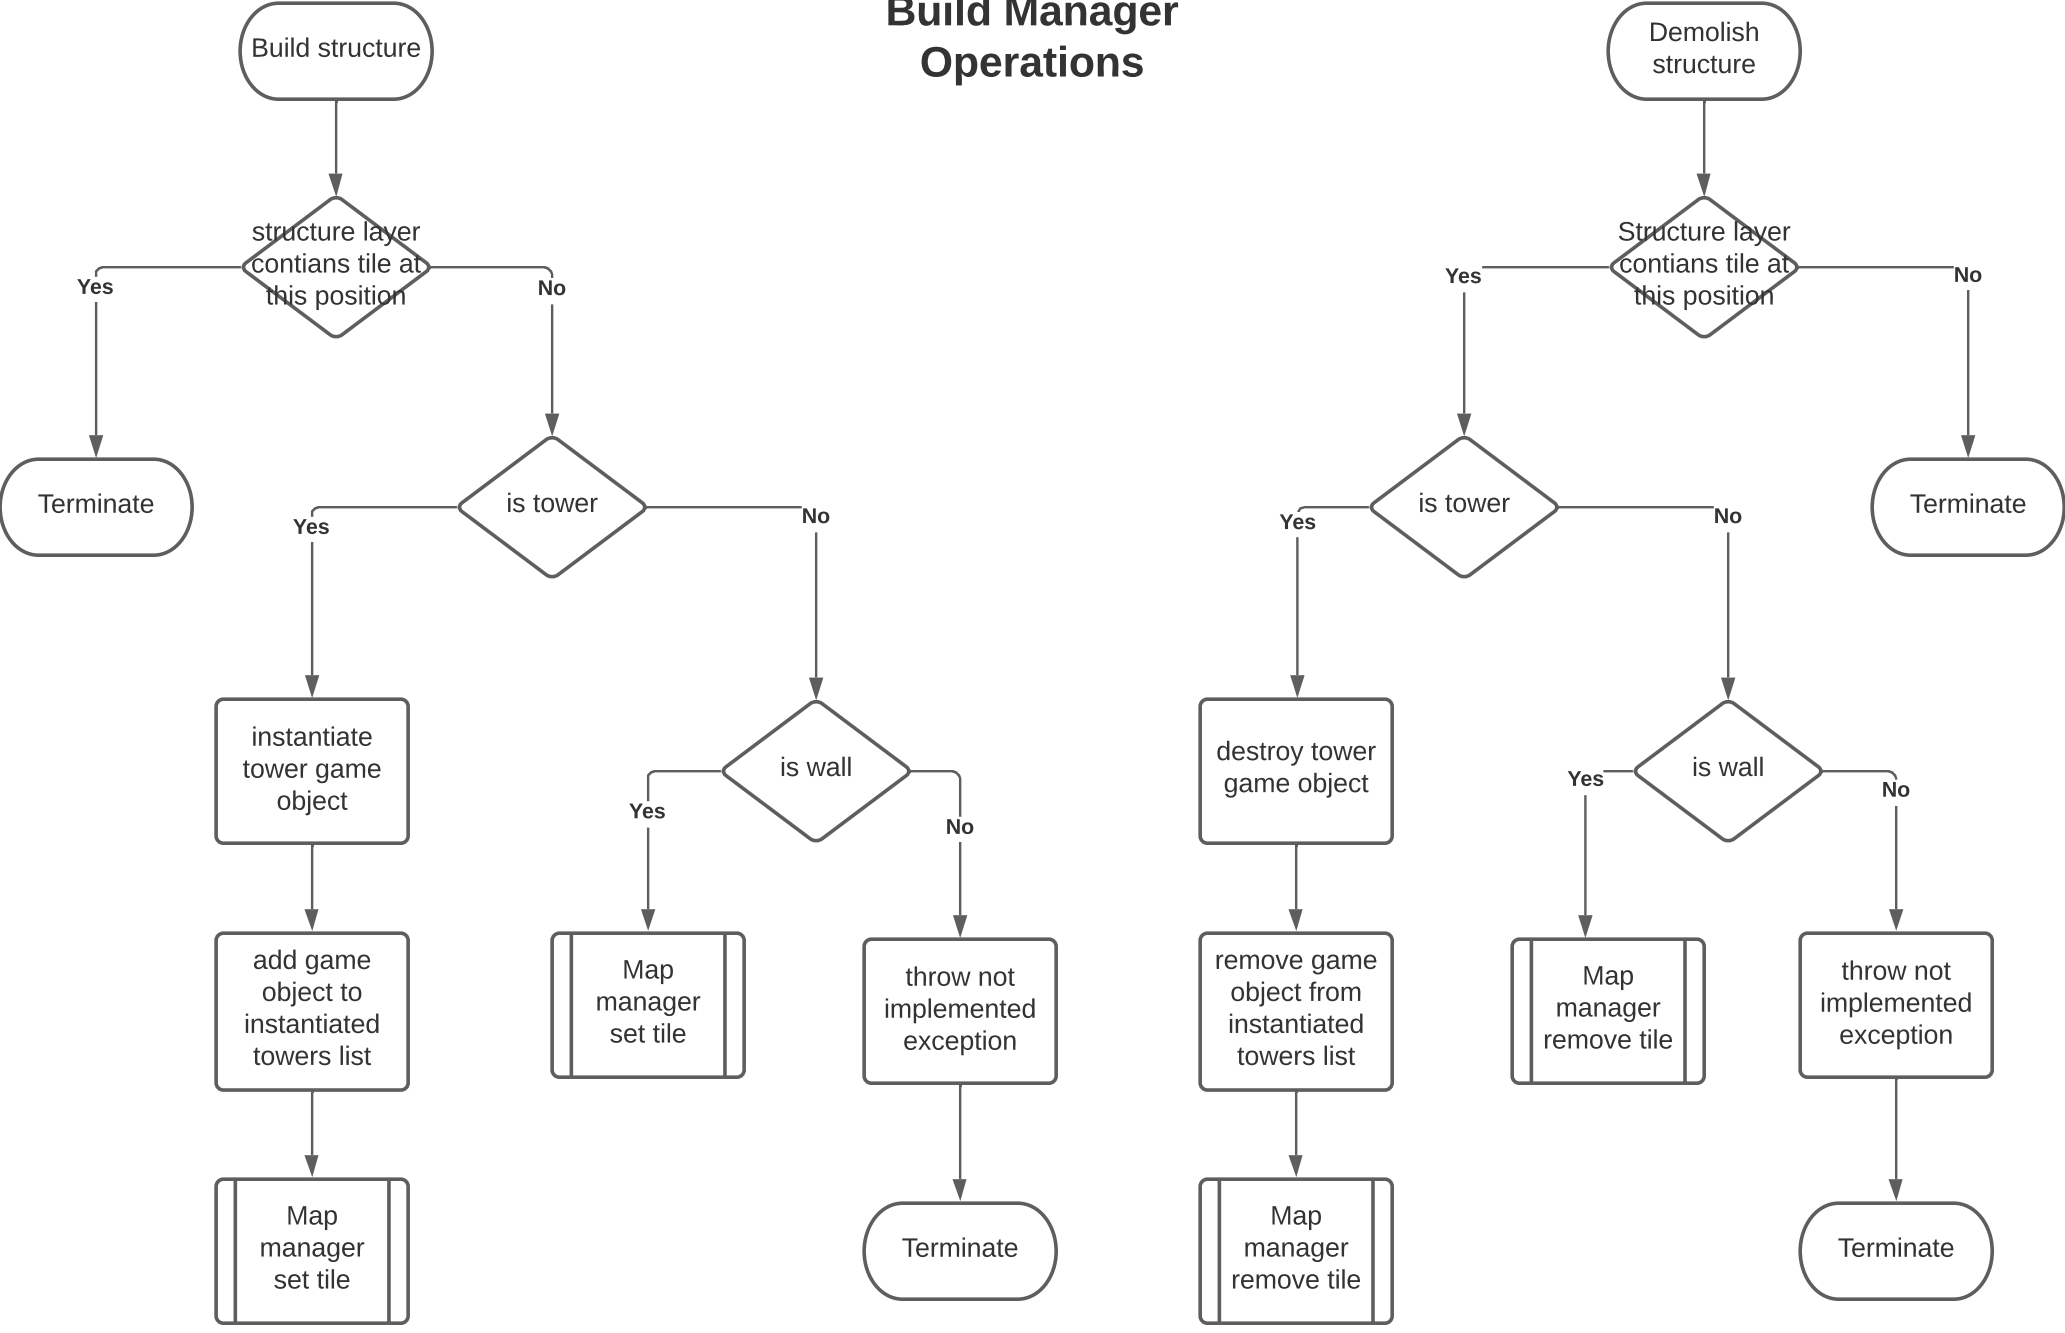 Build Manager
Operations
Build structure
structure layer
contians tile at
this position
Yes
No
Terminate
is tower
Yes
No
instantiate
tower game
object
is wall
Yes
No
add game
object to
instantiated
towers list
Map
manager
set tile
throw not
implemented
exception
Map
manager
set tile
Terminate
Demolish
structure
Structure layer
contians tile at
this position
Yes
No
is tower
Terminate
Yes
No
destroy tower
game object
is wall
Yes
No
remove game
object from
instantiated
towers list
Map
manager
remove tile
throw not
implemented
exception
Map
manager
remove tile
Terminate